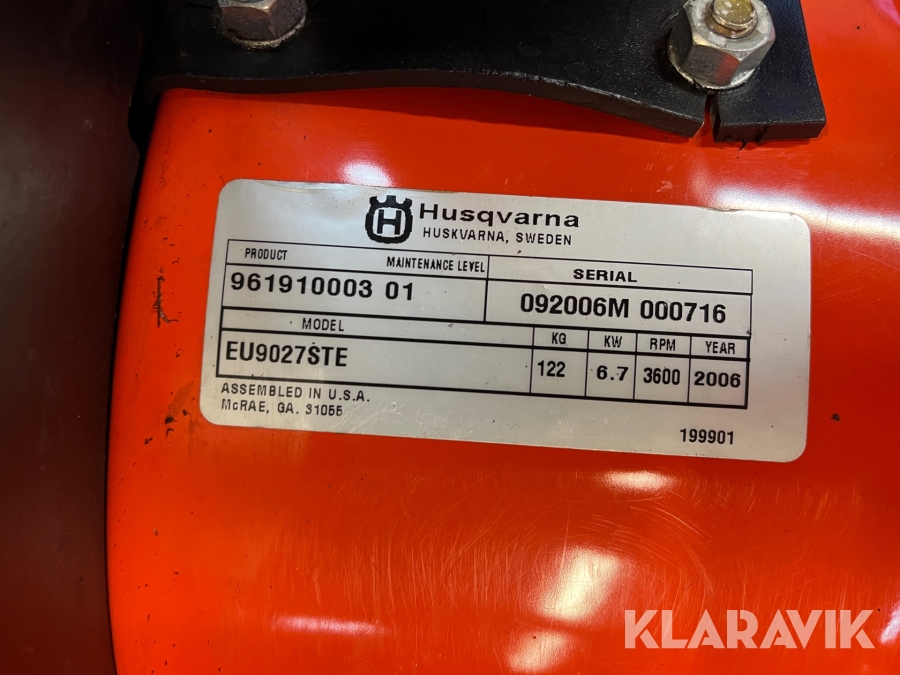 H Husqvarna
HUSKVARNA, SWEDEN
PRODUCT MAINTENANCE LEVEL SERIAL
961910003 01 092006M 000716
MODEL KG KW RPM YEAR
EU9027STE 122 6.7 3600 2006
ASSEMBLED IN U.S.A.
McRAE, GA. 31055
199901
KLARAVIK